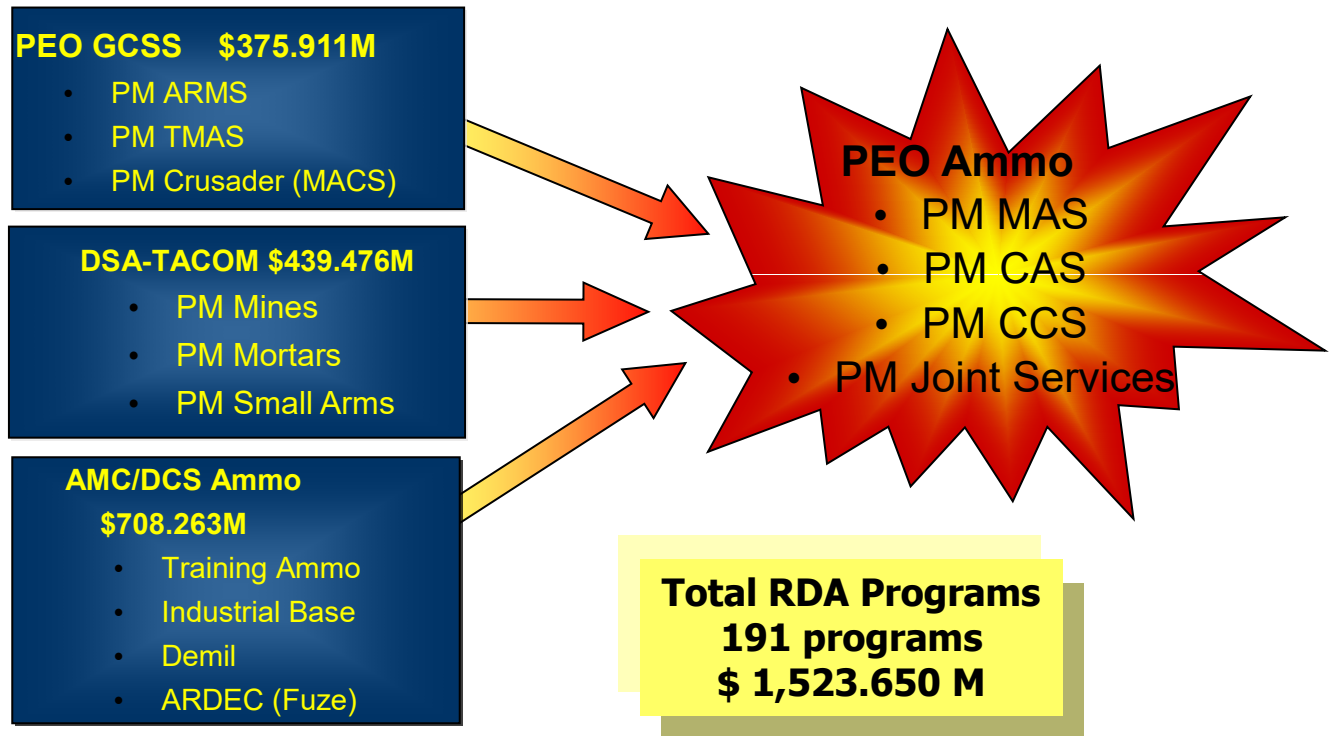 PEO GCSS $375.911M
• PM ARMS
• PM TMAS
• PM Crusader (MACS)
DSA-TACOM $439.476M
• PM Mines
• PM Mortars
• PM Small Arms
AMC/DCS Ammo
$708.263M
• Training Ammo
• Industrial Base
• Demil
• ARDEC (Fuze)
PEO Ammo
• PM MAS
• PM CAS
• PM CCS
• PM Joint Services
Total RDA Programs
191 programs
$ 1,523.650 M